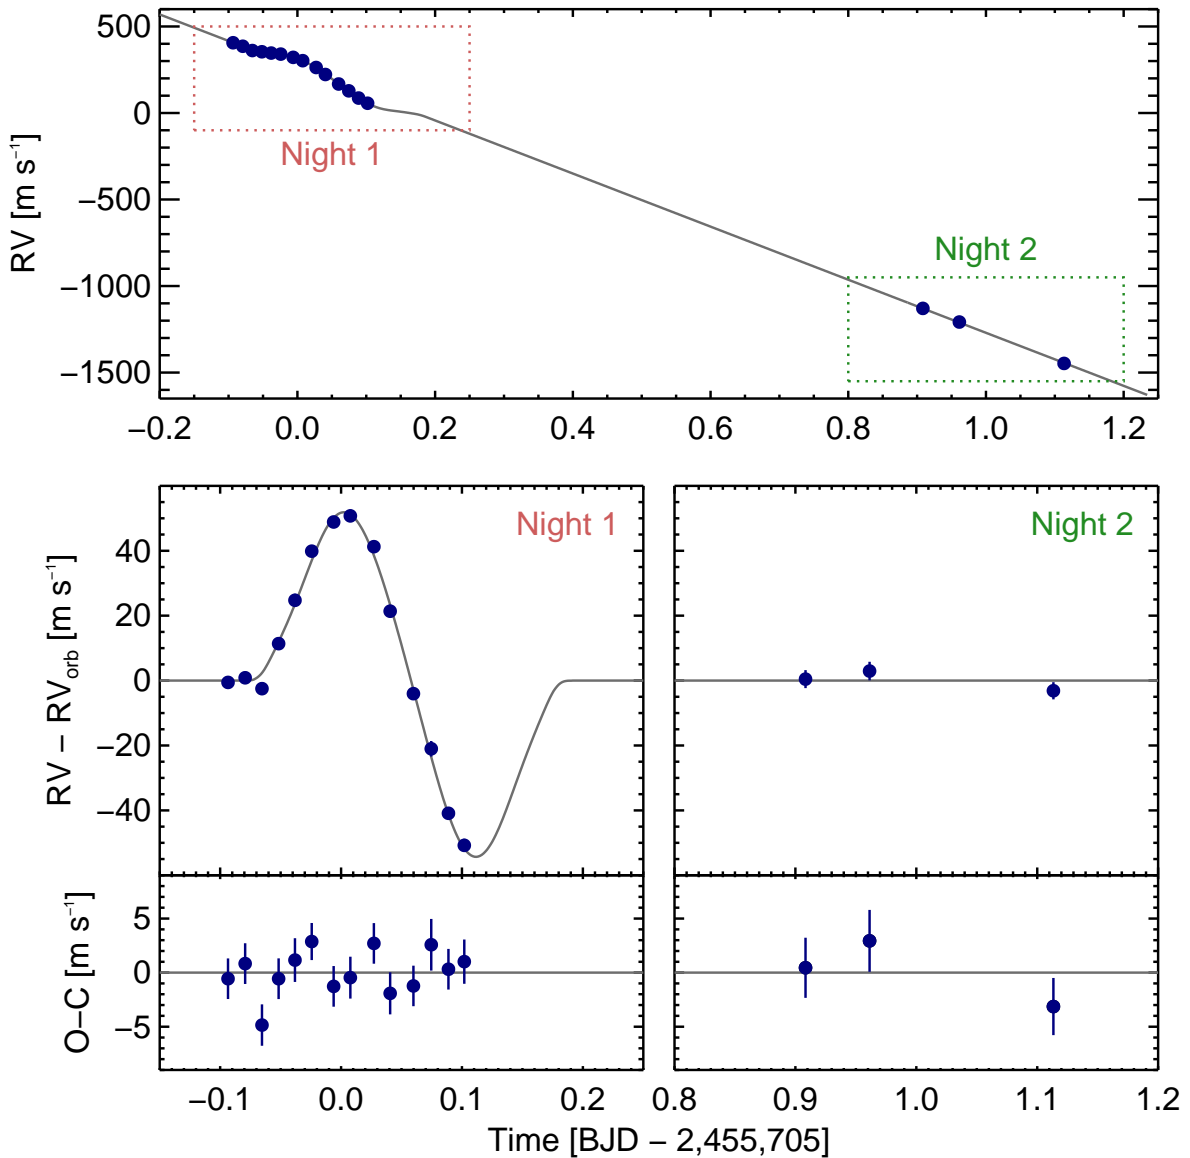 500
0
−500
−1000
−1500
RV [m s⁻¹]
Night 1
Night 2
−0.2 0.0 0.2 0.4 0.6 0.8 1.0 1.2
Night 1
Night 2
40
20
0
−20
−40
RV − RVorb [m s⁻¹]
5
0
−5
O−C [m s⁻¹]
−0.1 0.0 0.1 0.2 0.8 0.9 1.0 1.1 1.2
Time [BJD − 2,455,705]